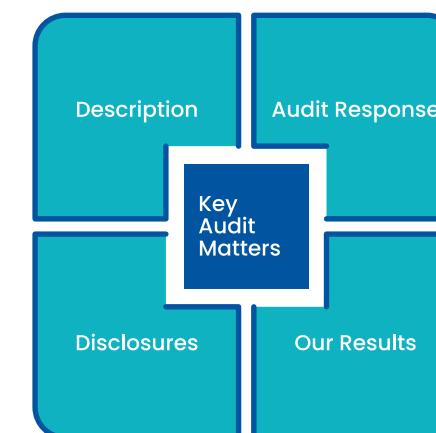 Description
Audit Response
Key
Audit
Matters
Disclosures
Our Results